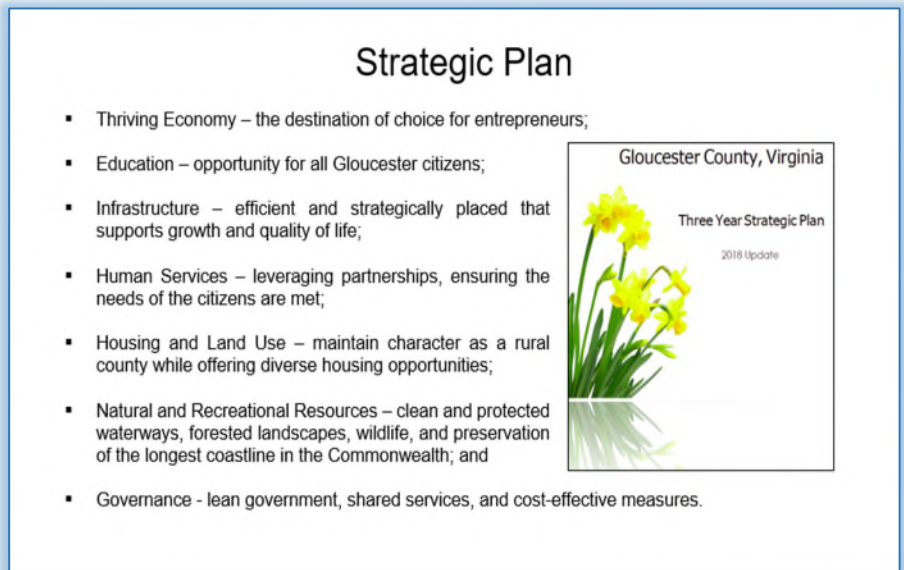 Strategic Plan
▪ Thriving Economy – the destination of choice for entrepreneurs;
▪ Education – opportunity for all Gloucester citizens;
▪ Infrastructure – efficient and strategically placed that
supports growth and quality of life;
▪ Human Services – leveraging partnerships, ensuring the
needs of the citizens are met;
▪ Housing and Land Use – maintain character as a rural
county while offering diverse housing opportunities;
▪ Natural and Recreational Resources – clean and protected
waterways, forested landscapes, wildlife, and preservation
of the longest coastline in the Commonwealth; and
▪ Governance - lean government, shared services, and cost-effective measures.
Gloucester County, Virginia
Three Year Strategic Plan
2018 Update